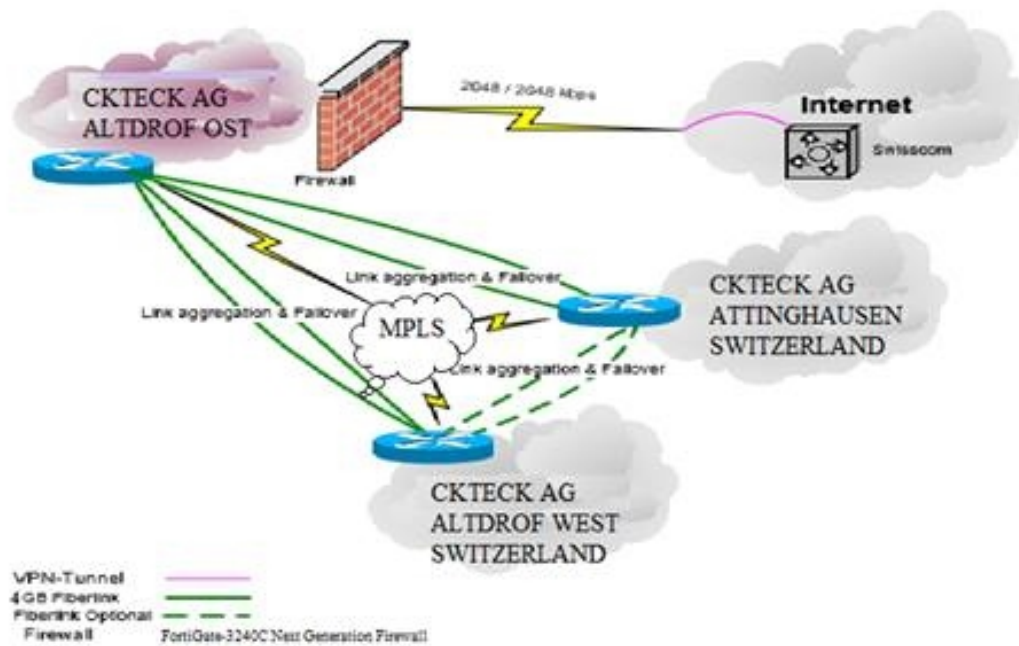 CKTECK AG
ALTDROF OST
Firewall
2048 / 2048 kbps
Internet
Swisscom
Link aggregation & Failover
Link aggregation & Failover
MPLS
Link aggregation & Failover
CKTECK AG
ATTINGHAUSEN
SWITZERLAND
CKTECK AG
ALTDROF WEST
SWITZERLAND
VPN-Tunnel
4GB Fiberlink
Fiberlink Optional
Firewall FortiGate-3240C Next Generation Firewall